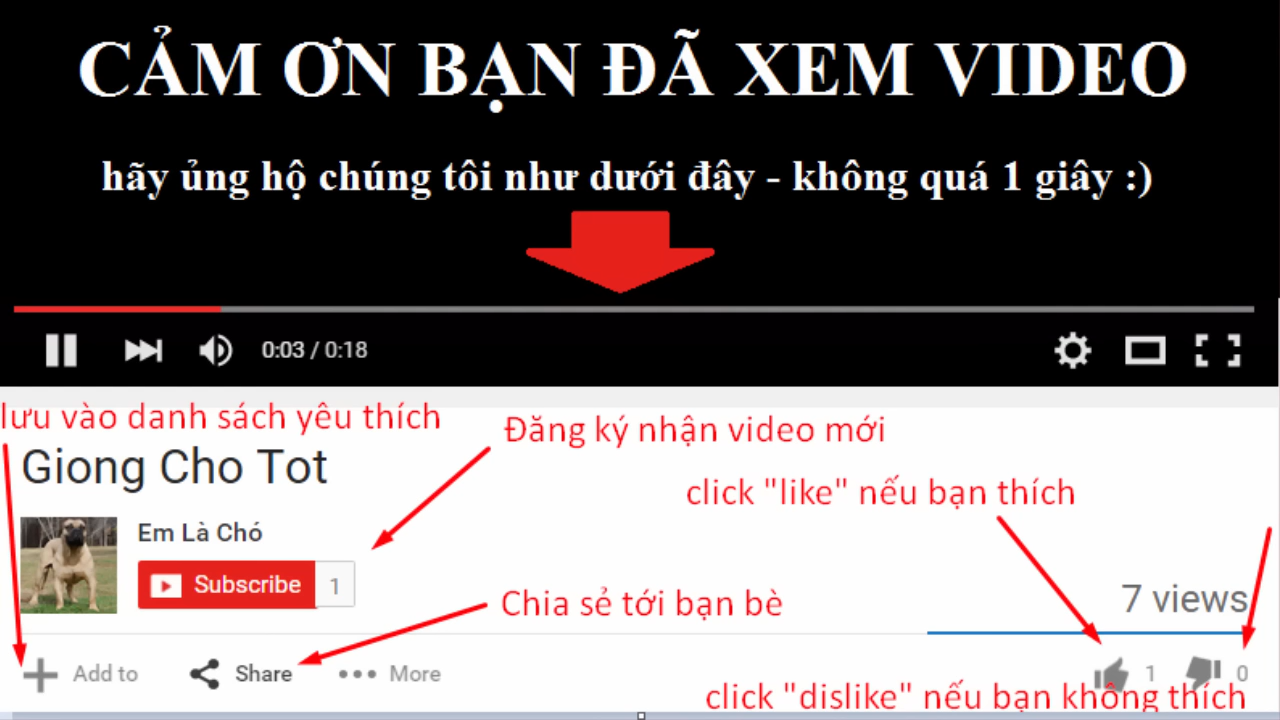 CẢM ƠN BẠN ĐÃ XEM VIDEO
hãy ủng hộ chúng tôi như dưới đây - không quá 1 giây :)
0:03 / 0:18
lưu vào danh sách yêu thích
Đăng ký nhận video mới
Giong Cho Tot
click "like" nếu bạn thích
Em Là Chó
Subscribe 1
Chia sẻ tới bạn bè
7 views
Add to Share More 1 0
click "dislike" nếu bạn không thích